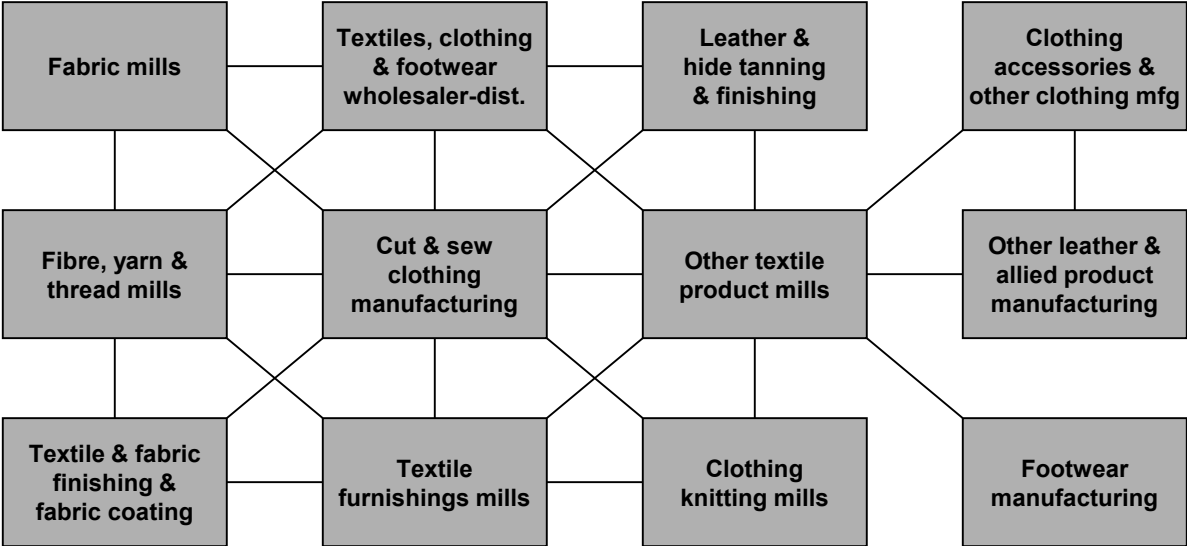 Fabric mills
Textiles, clothing
& footwear
wholesaler-dist.
Leather &
hide tanning
& finishing
Clothing
accessories &
other clothing mfg
Fibre, yarn &
thread mills
Cut & sew
clothing
manufacturing
Other textile
product mills
Other leather &
allied product
manufacturing
Textile & fabric
finishing &
fabric coating
Textile
furnishings mills
Clothing
knitting mills
Footwear
manufacturing